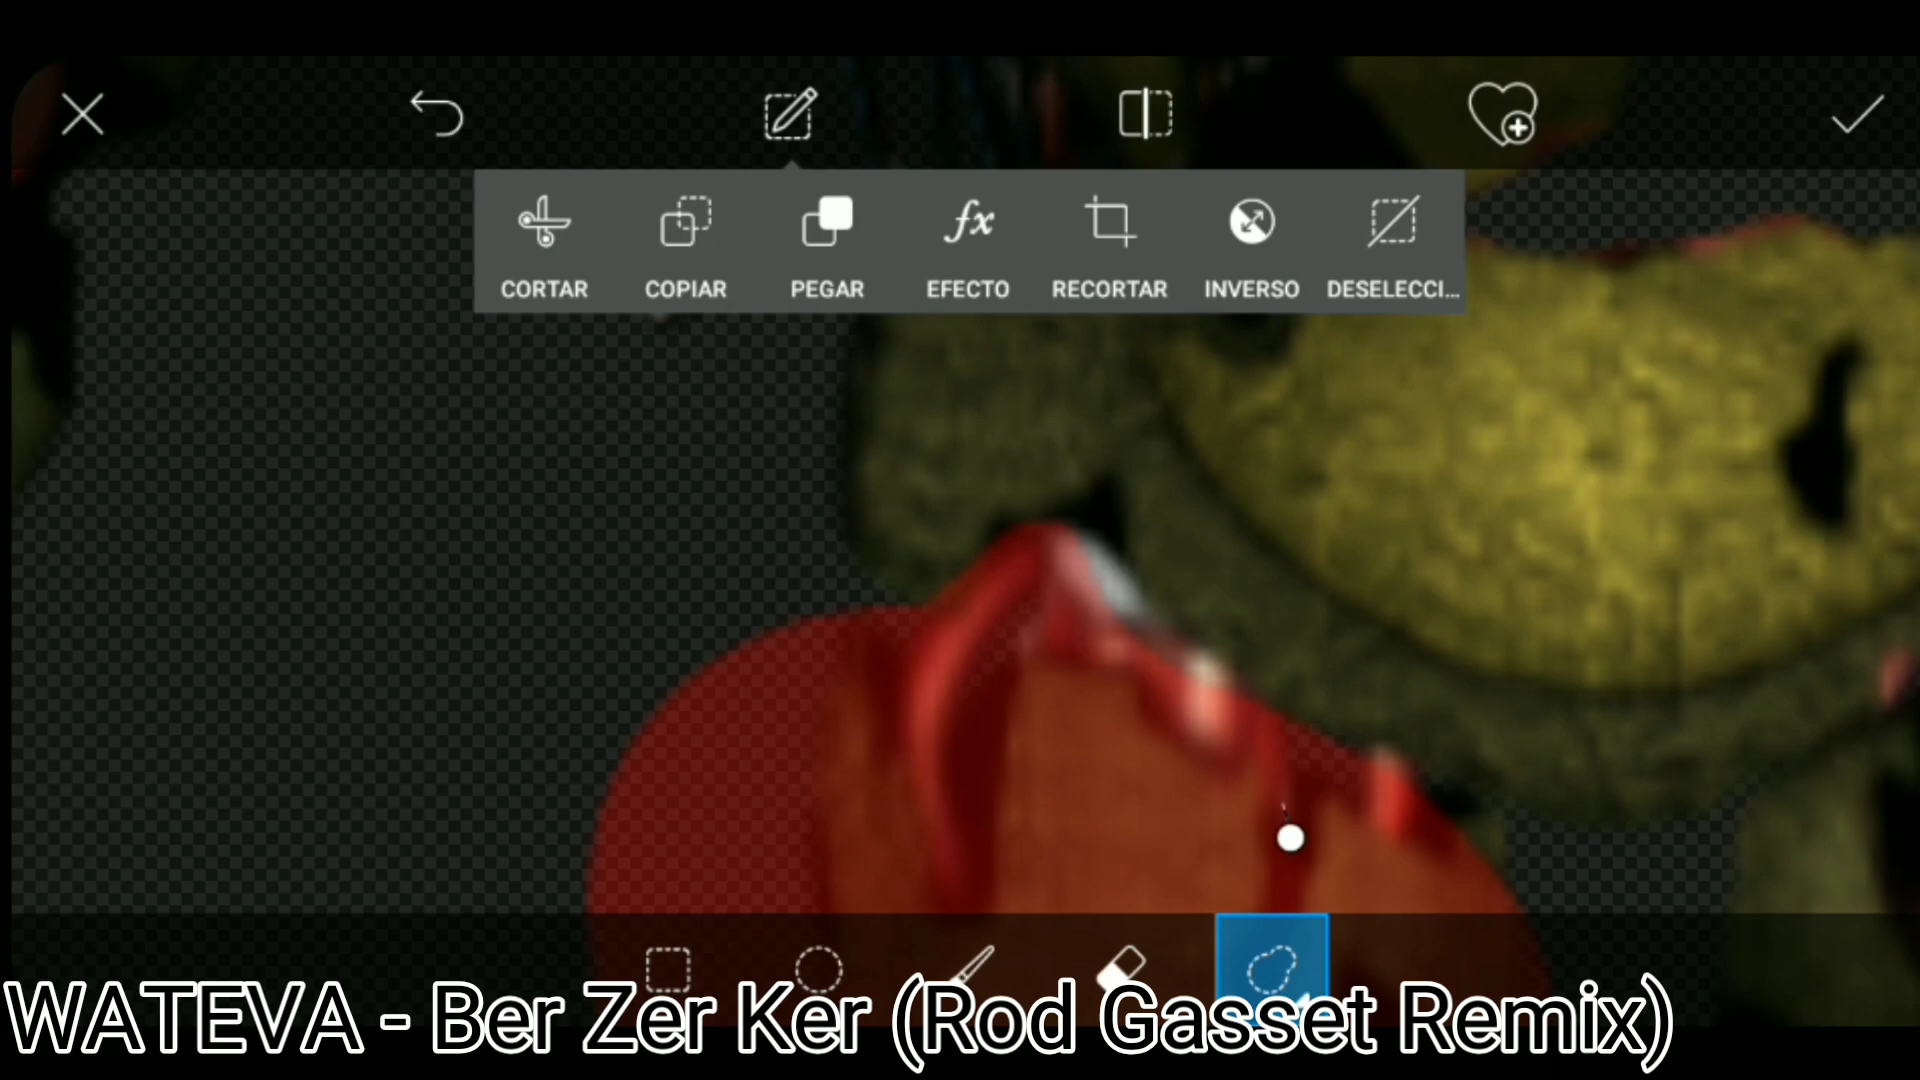 CORTAR COPIAR PEGAR EFECTO RECORTAR INVERSO DESELECCI...
WATEVA - Ber Zer Ker (Rod Gasset Remix)